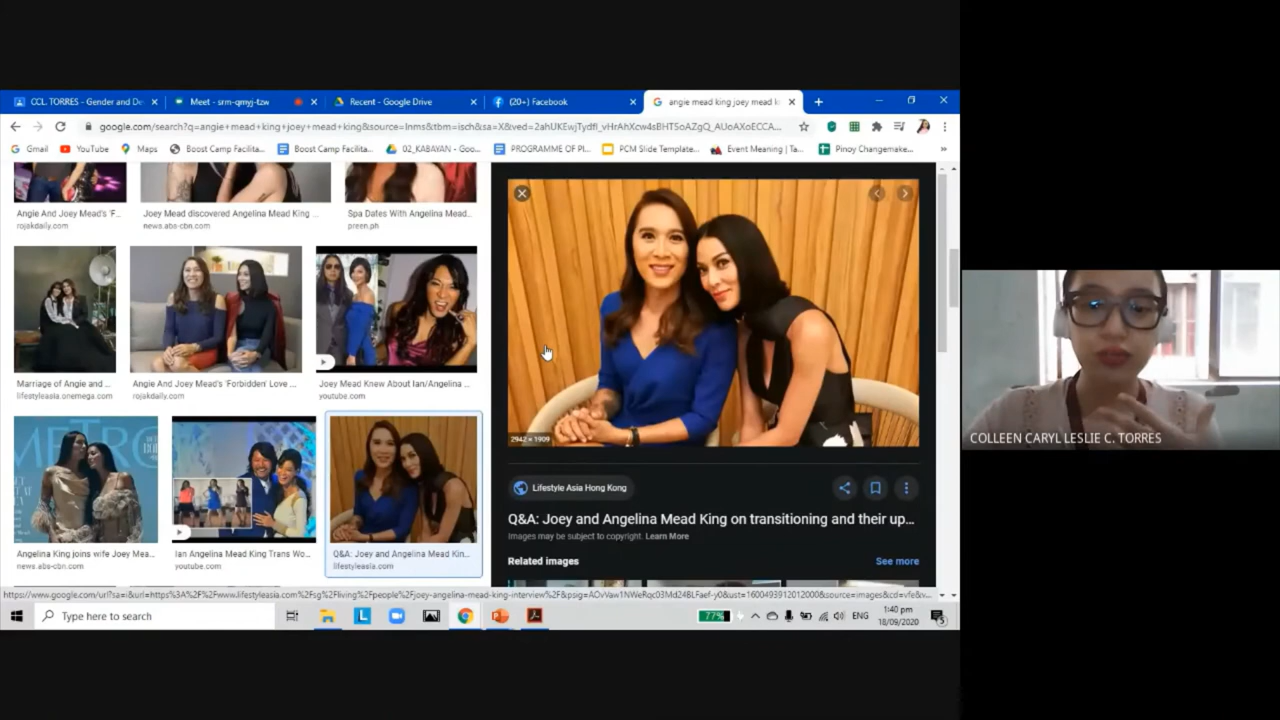 CCL. TORRES - Gender and De
Meet - srm-qmyj-tzw
Recent - Google Drive
(20+) Facebook
angie mead king joey mead k
google.com/search?q=angie+mead+king+joey+mead+king&source=lnms&tbm=isch&sa=X&ved=
Gmail
YouTube
Maps
Boost Camp Facilita...
Boost Camp Facilita...
02_KABAYAN - Goo...
PROGRAMME OF PI...
PCM Slide Template...
Event Meaning | Ta...
Pinoy Changemake...
Angie And Joey Mead's 'F...
rojakdaily.com
Joey Mead discovered Angelina Mead King ...
news.abs-cbn.com
Spa Dates With Angelina Mead...
preen.ph
Marriage of Angie and ...
lifestyleasia.onemega.com
Angie And Joey Mead's 'Forbidden' Love ...
rojakdaily.com
Joey Mead Knew About Ian/Angelina ...
youtube.com
METRO
Angelina King joins wife Joey Mea...
news.abs-cbn.com
Ian Angelina Mead King Trans Wo...
youtube.com
Q&A: Joey and Angelina Mead Kin...
lifestyleasia.com
2942 × 1909
Lifestyle Asia Hong Kong
Q&A: Joey and Angelina Mead King on transitioning and their up...
Images may be subject to copyright. Learn More
Related images
See more
COLLEEN CARYL LESLIE C. TORRES
Type here to search
77%
ENG
1:40 pm
18/09/2020
5